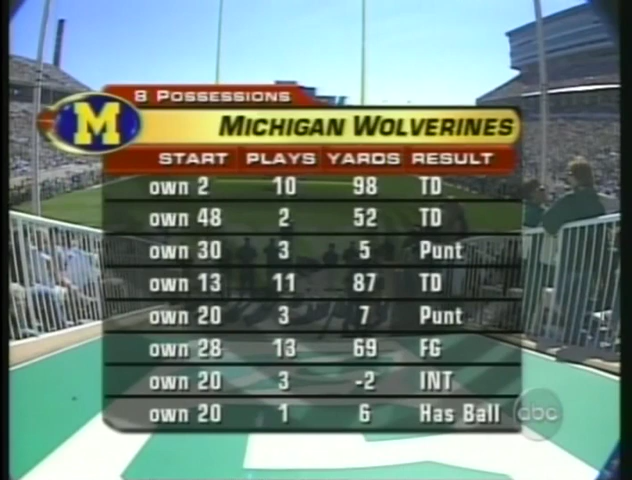 8 POSSESSIONS
M MICHIGAN WOLVERINES
START PLAYS YARDS RESULT
own 2 10 98 TD
own 48 2 52 TD
own 30 3 5 Punt
own 13 11 87 TD
own 20 3 7 Punt
own 28 13 69 FG
own 20 3 -2 INT
own 20 1 6 Has Ball
abc